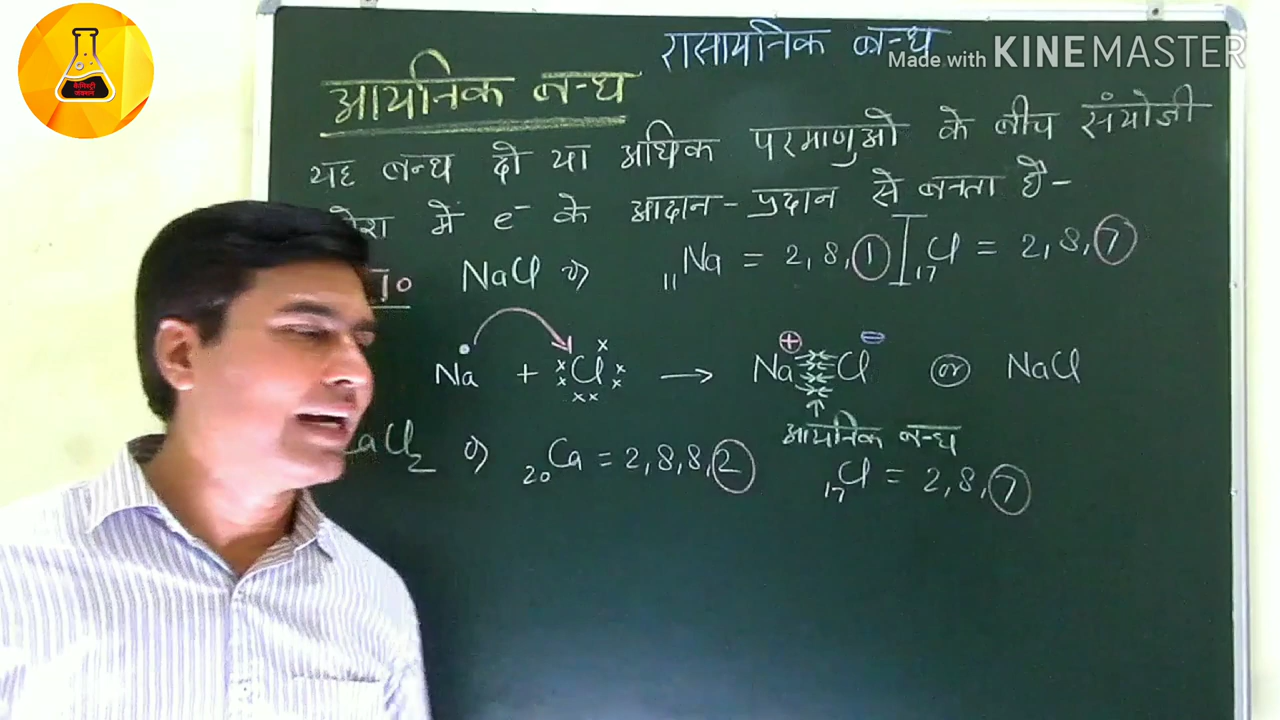 रासायनिक बन्ध
Made with KINEMASTER
आयनिक बन्ध
यह बन्ध दो या अधिक परमाणुओ के बीच संयोजी
में e⁻ के आदान-प्रदान से बनता है-
NaCl ⇒ ₁₁Na = 2, 8, 1 | ₁₇Cl = 2, 8, 7
Na + Cl → Na⊕ Cl⊖ or NaCl
आयनिक बन्ध
CaCl₂ ⇒ ₂₀Ca = 2, 8, 8, 2 ₁₇Cl = 2, 8, 7